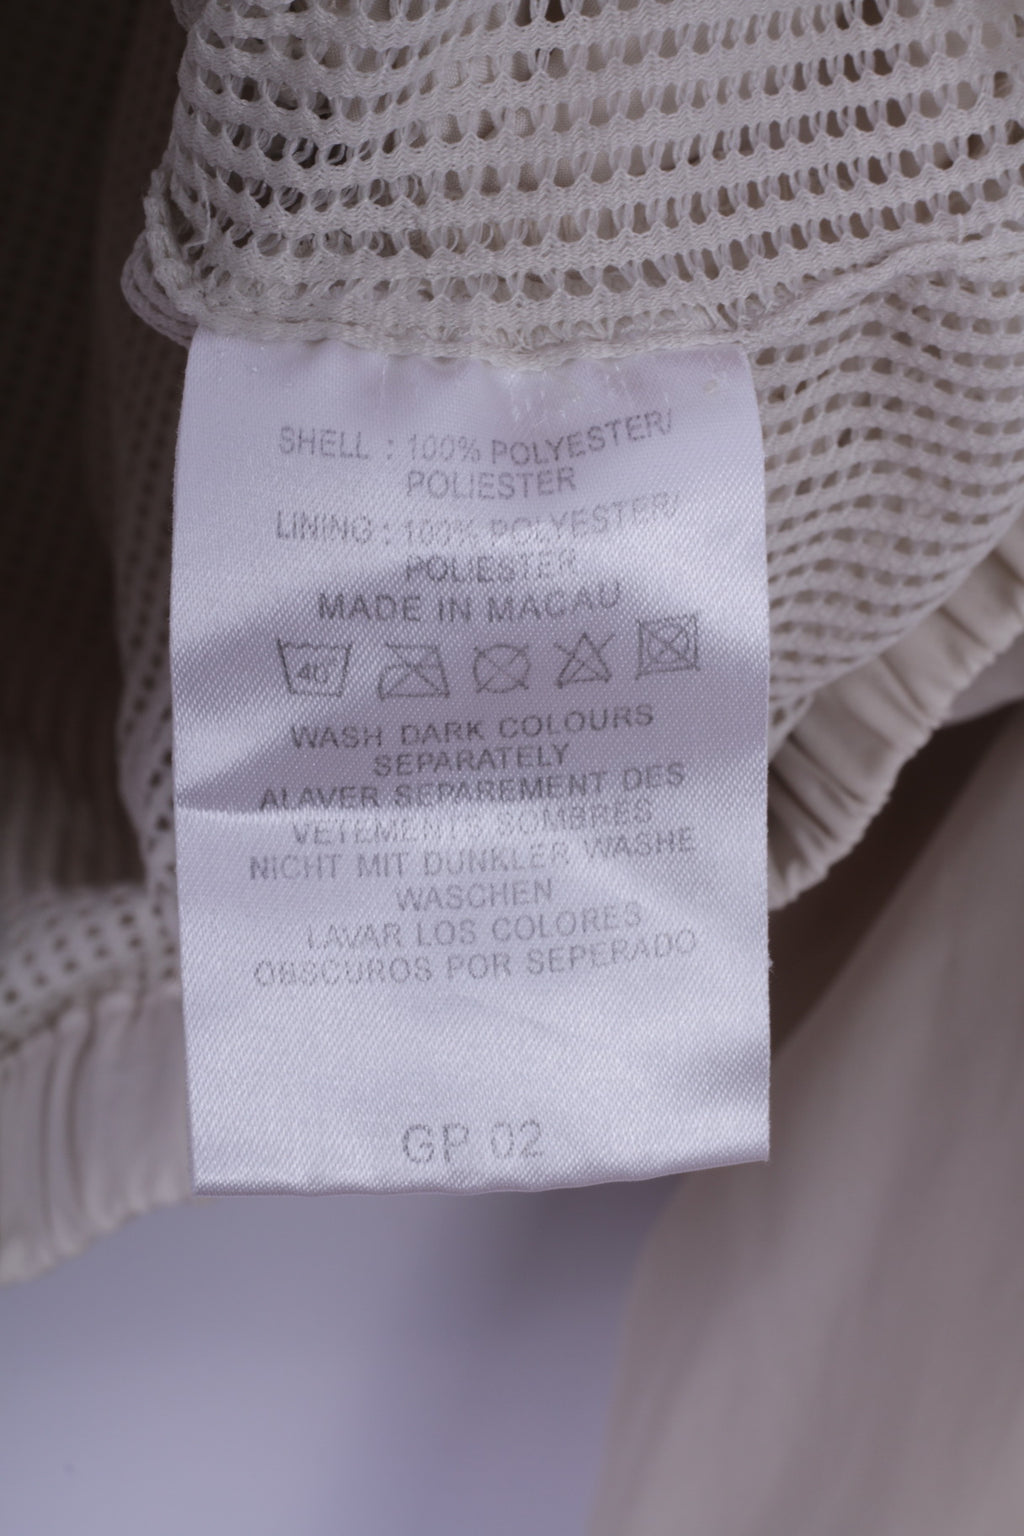 SHELL : 100% POLYESTER/
POLIESTER
LINING : 100% POLYESTER/
POLIESTER
MADE IN MACAU
40°
WASH DARK COLOURS
SEPARATELY
ALAVER SEPAREMENT DES
VETEMENTS SOMBRES
NICHT MIT DUNKLER WASHE
WASCHEN
LAVAR LOS COLORES
OBSCUROS POR SEPERADO
GP 02